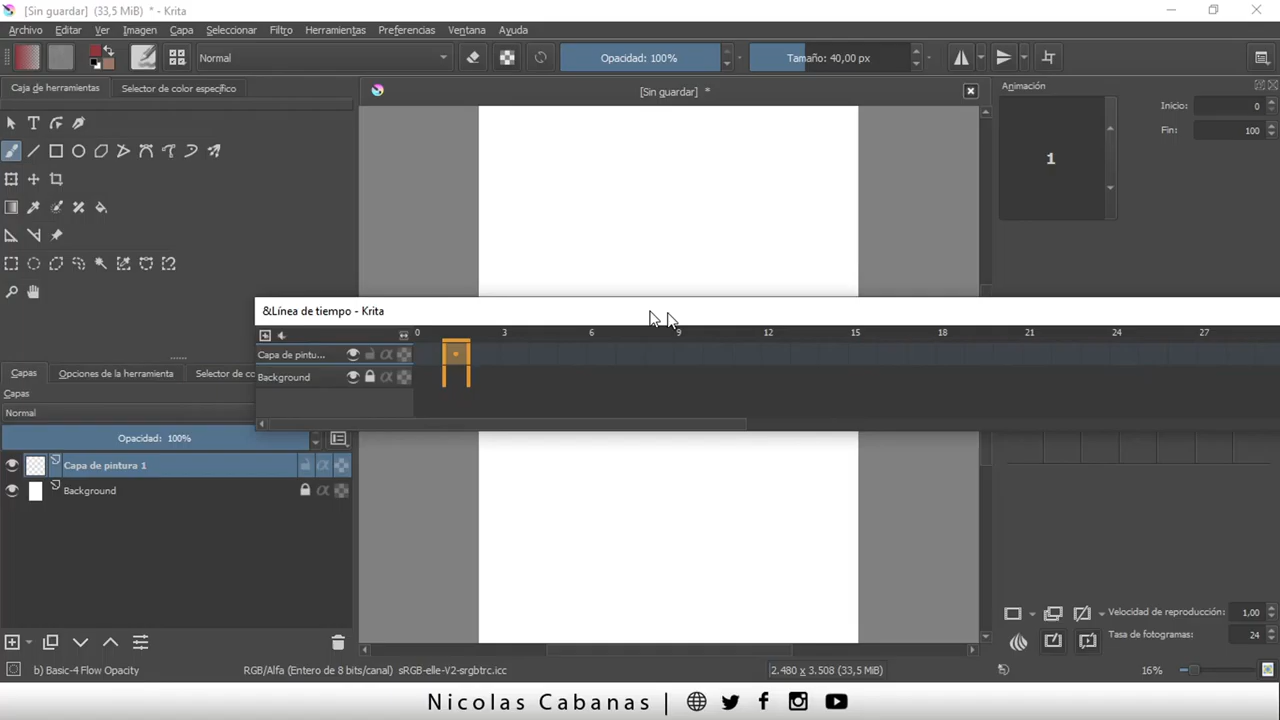 [Sin guardar] (33,5 MiB) * - Krita
Archivo Editar Ver Imagen Capa Seleccionar Filtro Herramientas Preferencias Ventana Ayuda
Normal Opacidad: 100% Tamaño: 40,00 px
Caja de herramientas Selector de color específico [Sin guardar] * Animación
Inicio: 0
Fin: 100
1
&Línea de tiempo - Krita
0 3 6 9 12 15 18 21 24 27
Capa de pintu...
Background
Capas Opciones de la herramienta Selector de co
Capas
Normal
Opacidad: 100%
Capa de pintura 1
Background
Velocidad de reproducción: 1,00
Tasa de fotogramas: 24
b) Basic-4 Flow Opacity RGB/Alfa (Entero de 8 bits/canal) sRGB-elle-V2-srgbtrc.icc 2.480 x 3.508 (33,5 MiB) 16%
Nicolas Cabanas |